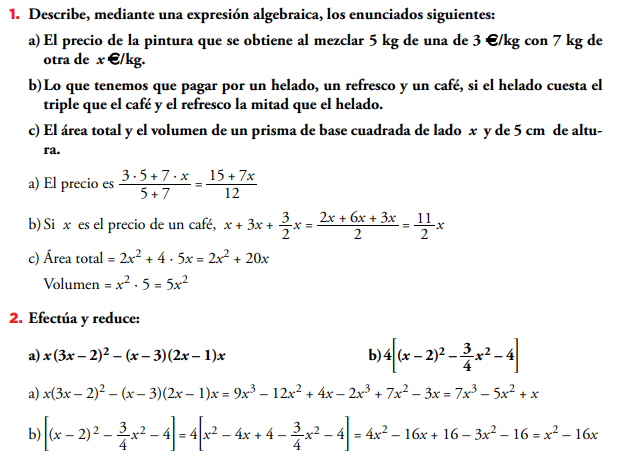 1. Describe, mediante una expresión algebraica, los enunciados siguientes:
a) El precio de la pintura que se obtiene al mezclar 5 kg de una de 3 €/kg con 7 kg de
otra de x €/kg.
b) Lo que tenemos que pagar por un helado, un refresco y un café, si el helado cuesta el
triple que el café y el refresco la mitad que el helado.
c) El área total y el volumen de un prisma de base cuadrada de lado x y de 5 cm de altu-
ra.
a) El precio es (3 · 5 + 7 · x)/(5 + 7) = (15 + 7x)/12
b) Si x es el precio de un café, x + 3x + 3/2 x = (2x + 6x + 3x)/2 = 11/2 x
c) Área total = 2x² + 4 · 5x = 2x² + 20x
Volumen = x² · 5 = 5x²
2. Efectúa y reduce:
a) x(3x – 2)² – (x – 3)(2x – 1)x b) 4[(x – 2)² – 3/4 x² – 4]
a) x(3x – 2)² – (x – 3)(2x – 1)x = 9x³ – 12x² + 4x – 2x³ + 7x² – 3x = 7x³ – 5x² + x
b) [(x – 2)² – 3/4 x² – 4] = 4[x² – 4x + 4 – 3/4 x² – 4] = 4x² – 16x + 16 – 3x² – 16 = x² – 16x